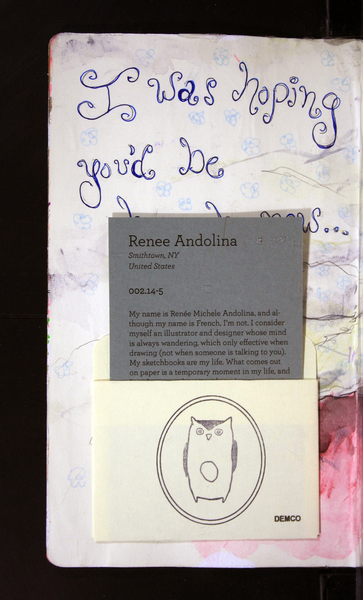 I was hoping
you'd be
now...
Renee Andolina
Smithtown, NY
United States
002.14-5
My name is Renée Michele Andolina, and al-
though my name is French, I'm not. I consider
myself an illustrator and designer whose mind
is always wandering, which only effective when
drawing (not when someone is talking to you).
My sketchbooks are my life. What comes out
on paper is a temporary moment in my life, and
DEMCO